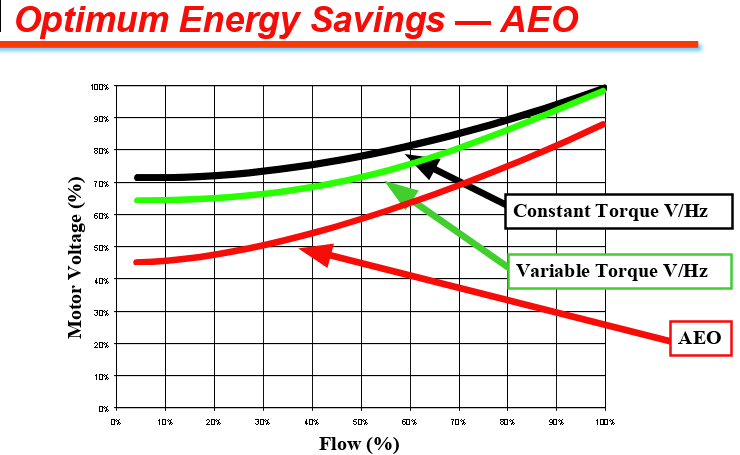 Optimum Energy Savings — AEO
100%
90%
80%
70%
60%
50%
40%
30%
20%
10%
0%
Motor Voltage (%)
Constant Torque V/Hz
Variable Torque V/Hz
AEO
0% 10% 20% 30% 40% 50% 60% 70% 80% 90% 100%
Flow (%)